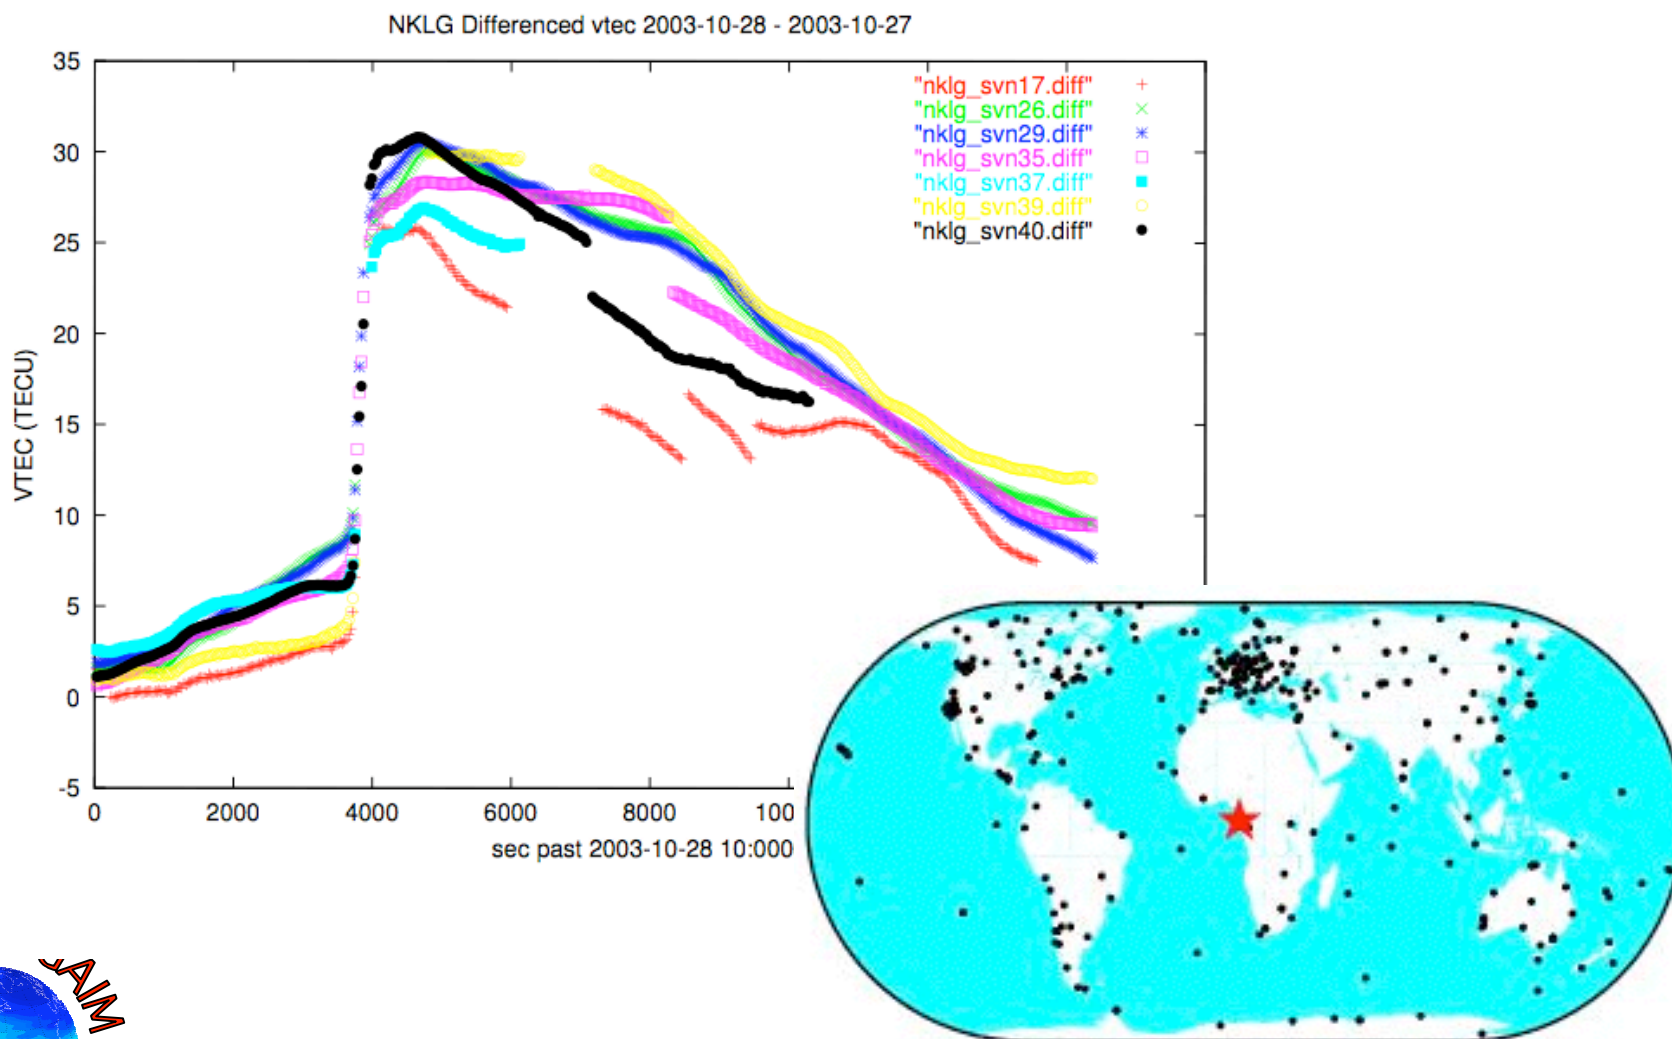 NKLG Differenced vtec 2003-10-28 - 2003-10-27
35
30
25
20
15
10
5
0
-5
VTEC (TECU)
"nklg_svn17.diff"
"nklg_svn26.diff"
"nklg_svn29.diff"
"nklg_svn35.diff"
"nklg_svn37.diff"
"nklg_svn39.diff"
"nklg_svn40.diff"
0 2000 4000 6000 8000 100
sec past 2003-10-28 10:000
GAIM